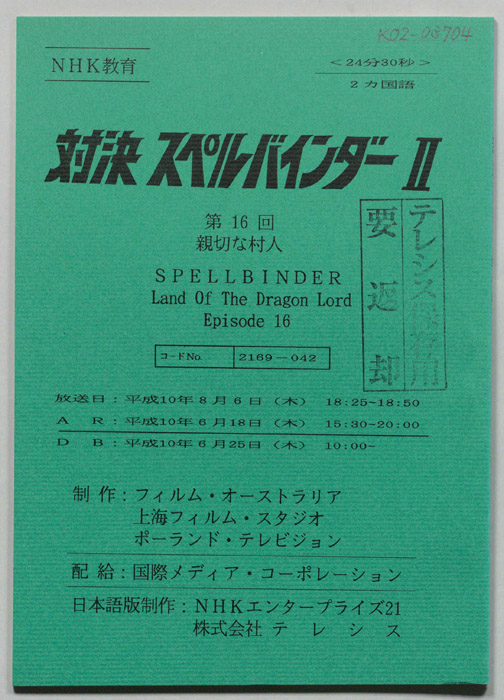 KO2-08704
NHK教育
<24分30秒>
2カ国語
対決 スペルバインダー II
第16回
親切な村人
SPELLBINDER
Land Of The Dragon Lord
Episode 16
コードNo. 2169-042
テレシス保存用
要返却
放送日:平成10年8月6日(木) 18:25~18:50
AR:平成10年6月18日(木) 15:30-20:00
DB:平成10年6月25日(木) 10:00~
制作:フィルム・オーストラリア
上海フィルム・スタジオ
ポーランド・テレビジョン
配給:国際メディア・コーポレーション
日本語版制作:NHKエンタープライズ21
株式会社 テレシス